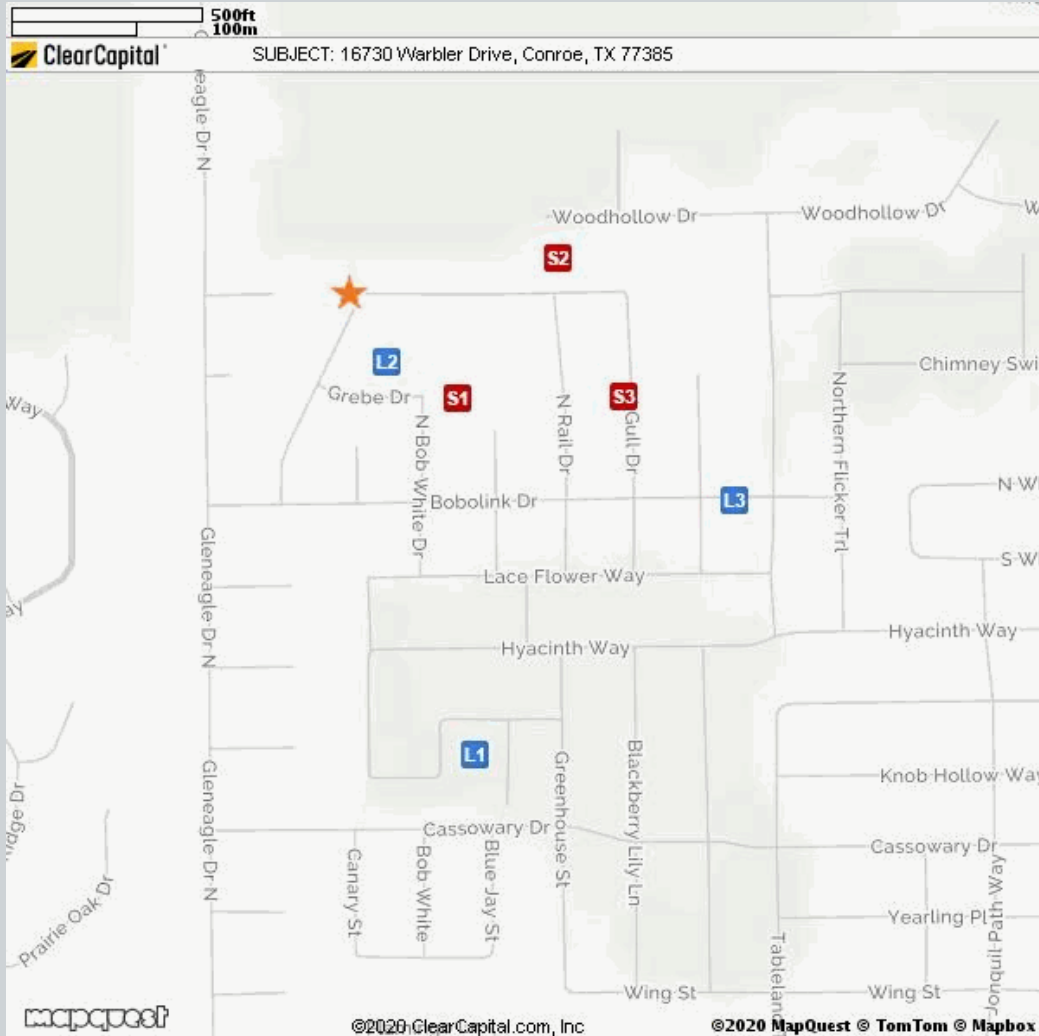 500ft
100m
ClearCapital
SUBJECT: 16730 Warbler Drive, Conroe, TX 77385
eagle Dr N
Woodhollow Dr
Woodhollow Dr
W
S2
L2
Chimney Swi
Grebe Dr
S1
S3
Way
N Bob White Dr
N Rail Dr
Gull Dr
Northern Flicker Trl
N W
Bobolink Dr
L3
Gleneagle Dr N
S W
Lace Flower Way
ay
Hyacinth Way
Hyacinth Way
L1
Gleneagle Dr N
Greenhouse St
Blackberry Lily Ln
Knob Hollow Way
Cassowary Dr
Cassowary Dr
Canary St
Bob White
Blue Jay St
Prairie Oak Dr
Yearling Pl
Tableland
Wing St
Wing St
mapquest
©2020 ClearCapital.com, Inc
©2020 MapQuest © TomTom © Mapbox